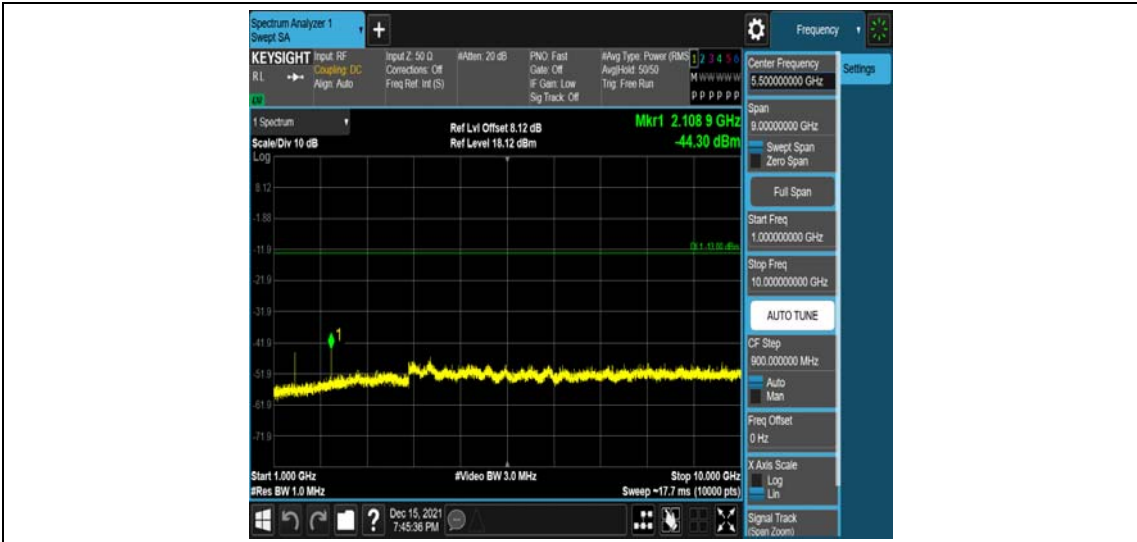 Spectrum Analyzer 1
Swept SA
+
Frequency
KEYSIGHT
RL
LXI
Input: RF
Coupling: DC
Align: Auto
Input Z: 50 Ω
Corrections: Off
Freq Ref: Int (S)
#Atten: 20 dB
PNO: Fast
Gate: Off
IF Gain: Low
Sig Track: Off
#Avg Type: Power (RMS
Avg|Hold: 50/50
Trig: Free Run
1 2 3 4 5 6
M W W W W W
P P P P P P
1 Spectrum
Scale/Div 10 dB
Ref Lvl Offset 8.12 dB
Ref Level 18.12 dBm
Mkr1 2.108 9 GHz
-44.30 dBm
Log
8.12
-1.88
-11.9
DL1 -13.00 dBm
-21.9
-31.9
-41.9
1
-51.9
-61.9
-71.9
Start 1.000 GHz
#Res BW 1.0 MHz
#Video BW 3.0 MHz
Stop 10.000 GHz
Sweep ~17.7 ms (10000 pts)
?
Dec 15, 2021
7:45:36 PM
Center Frequency
5.500000000 GHz
Settings
Span
9.00000000 GHz
Swept Span
Zero Span
Full Span
Start Freq
1.000000000 GHz
Stop Freq
10.000000000 GHz
AUTO TUNE
CF Step
900.000000 MHz
Auto
Man
Freq Offset
0 Hz
X Axis Scale
Log
Lin
Signal Track
(Span Zoom)